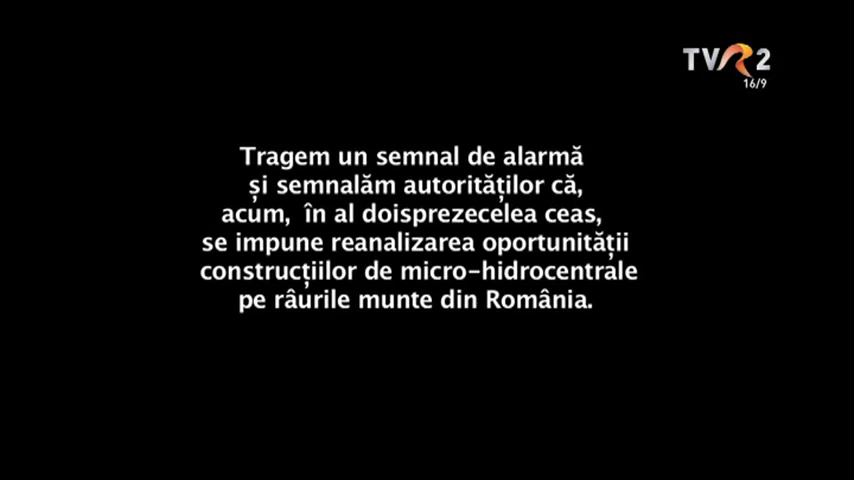 TVR2
16/9
Tragem un semnal de alarmă
și semnalăm autorităților că,
acum, în al doisprezecelea ceas,
se impune reanalizarea oportunității
construcțiilor de micro-hidrocentrale
pe râurile munte din România.